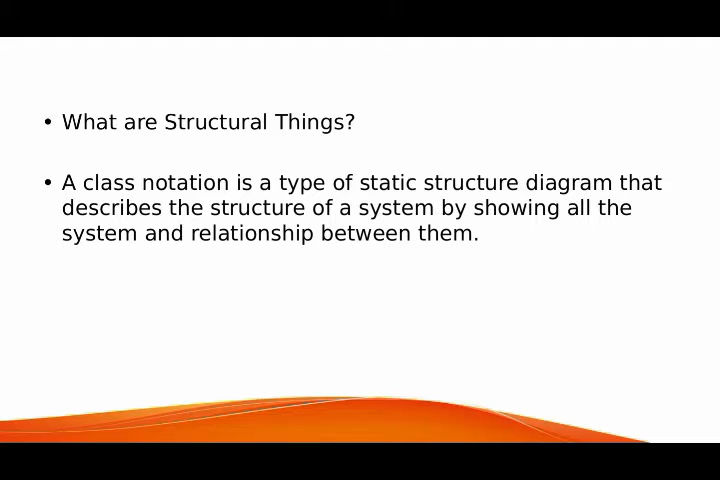 • What are Structural Things?
• A class notation is a type of static structure diagram that
describes the structure of a system by showing all the
system and relationship between them.